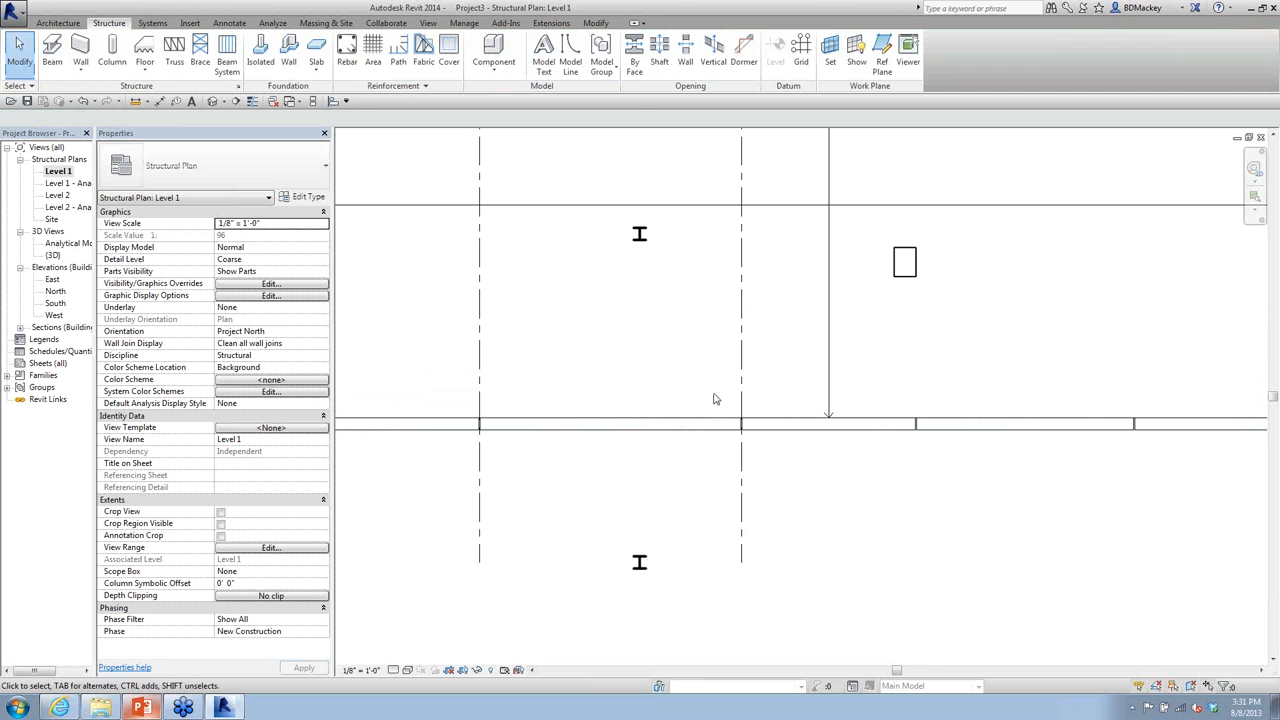 Autodesk Revit 2014 - Project3 - Structural Plan: Level 1
Type a keyword or phrase
BDMackey
Architecture Structure Systems Insert Annotate Analyze Massing & Site Collaborate View Manage Add-Ins Extensions Modify
Modify Beam Wall Column Floor Truss Brace Beam System Isolated Wall Slab Rebar Area Path Fabric Cover Component Model Text Model Line Model Group By Face Shaft Wall Vertical Dormer Level Grid Set Show Ref Plane Viewer
Select Structure Foundation Reinforcement Model Opening Datum Work Plane
Project Browser - Pr...
Views (all)
Structural Plans
Level 1
Level 1 - Ana
Level 2
Level 2 - Ana
Site
3D Views
Analytical M
{3D}
Elevations (Buildin
East
North
South
West
Sections (Building
Legends
Schedules/Quanti
Sheets (all)
Families
Groups
Revit Links
Properties
Structural Plan
Structural Plan: Level 1 Edit Type
Graphics
View Scale 1/8" = 1'-0"
Scale Value 1: 96
Display Model Normal
Detail Level Coarse
Parts Visibility Show Parts
Visibility/Graphics Overrides Edit...
Graphic Display Options Edit...
Underlay None
Underlay Orientation Plan
Orientation Project North
Wall Join Display Clean all wall joins
Discipline Structural
Color Scheme Location Background
Color Scheme <none>
System Color Schemes Edit...
Default Analysis Display Style None
Identity Data
View Template <None>
View Name Level 1
Dependency Independent
Title on Sheet
Referencing Sheet
Referencing Detail
Extents
Crop View
Crop Region Visible
Annotation Crop
View Range Edit...
Associated Level Level 1
Scope Box None
Column Symbolic Offset 0' 0"
Depth Clipping No clip
Phasing
Phase Filter Show All
Phase New Construction
Properties help Apply
1/8" = 1'-0"
Click to select, TAB for alternates, CTRL adds, SHIFT unselects.
:0 Main Model :0
3:31 PM
8/8/2013